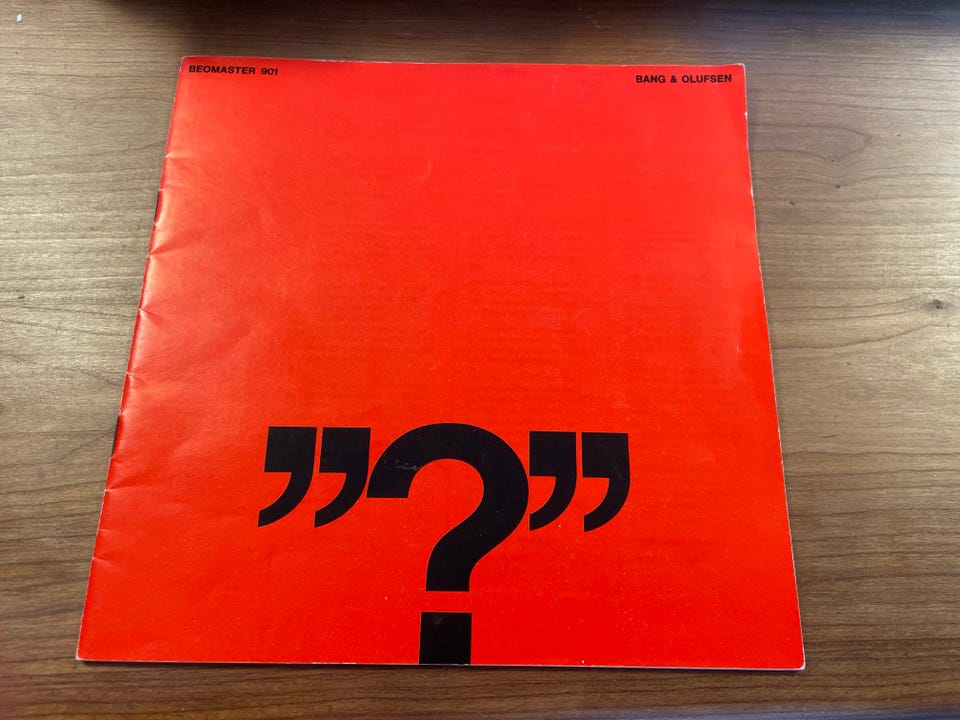 BEOMASTER 901
BANG & OLUFSEN
”?”